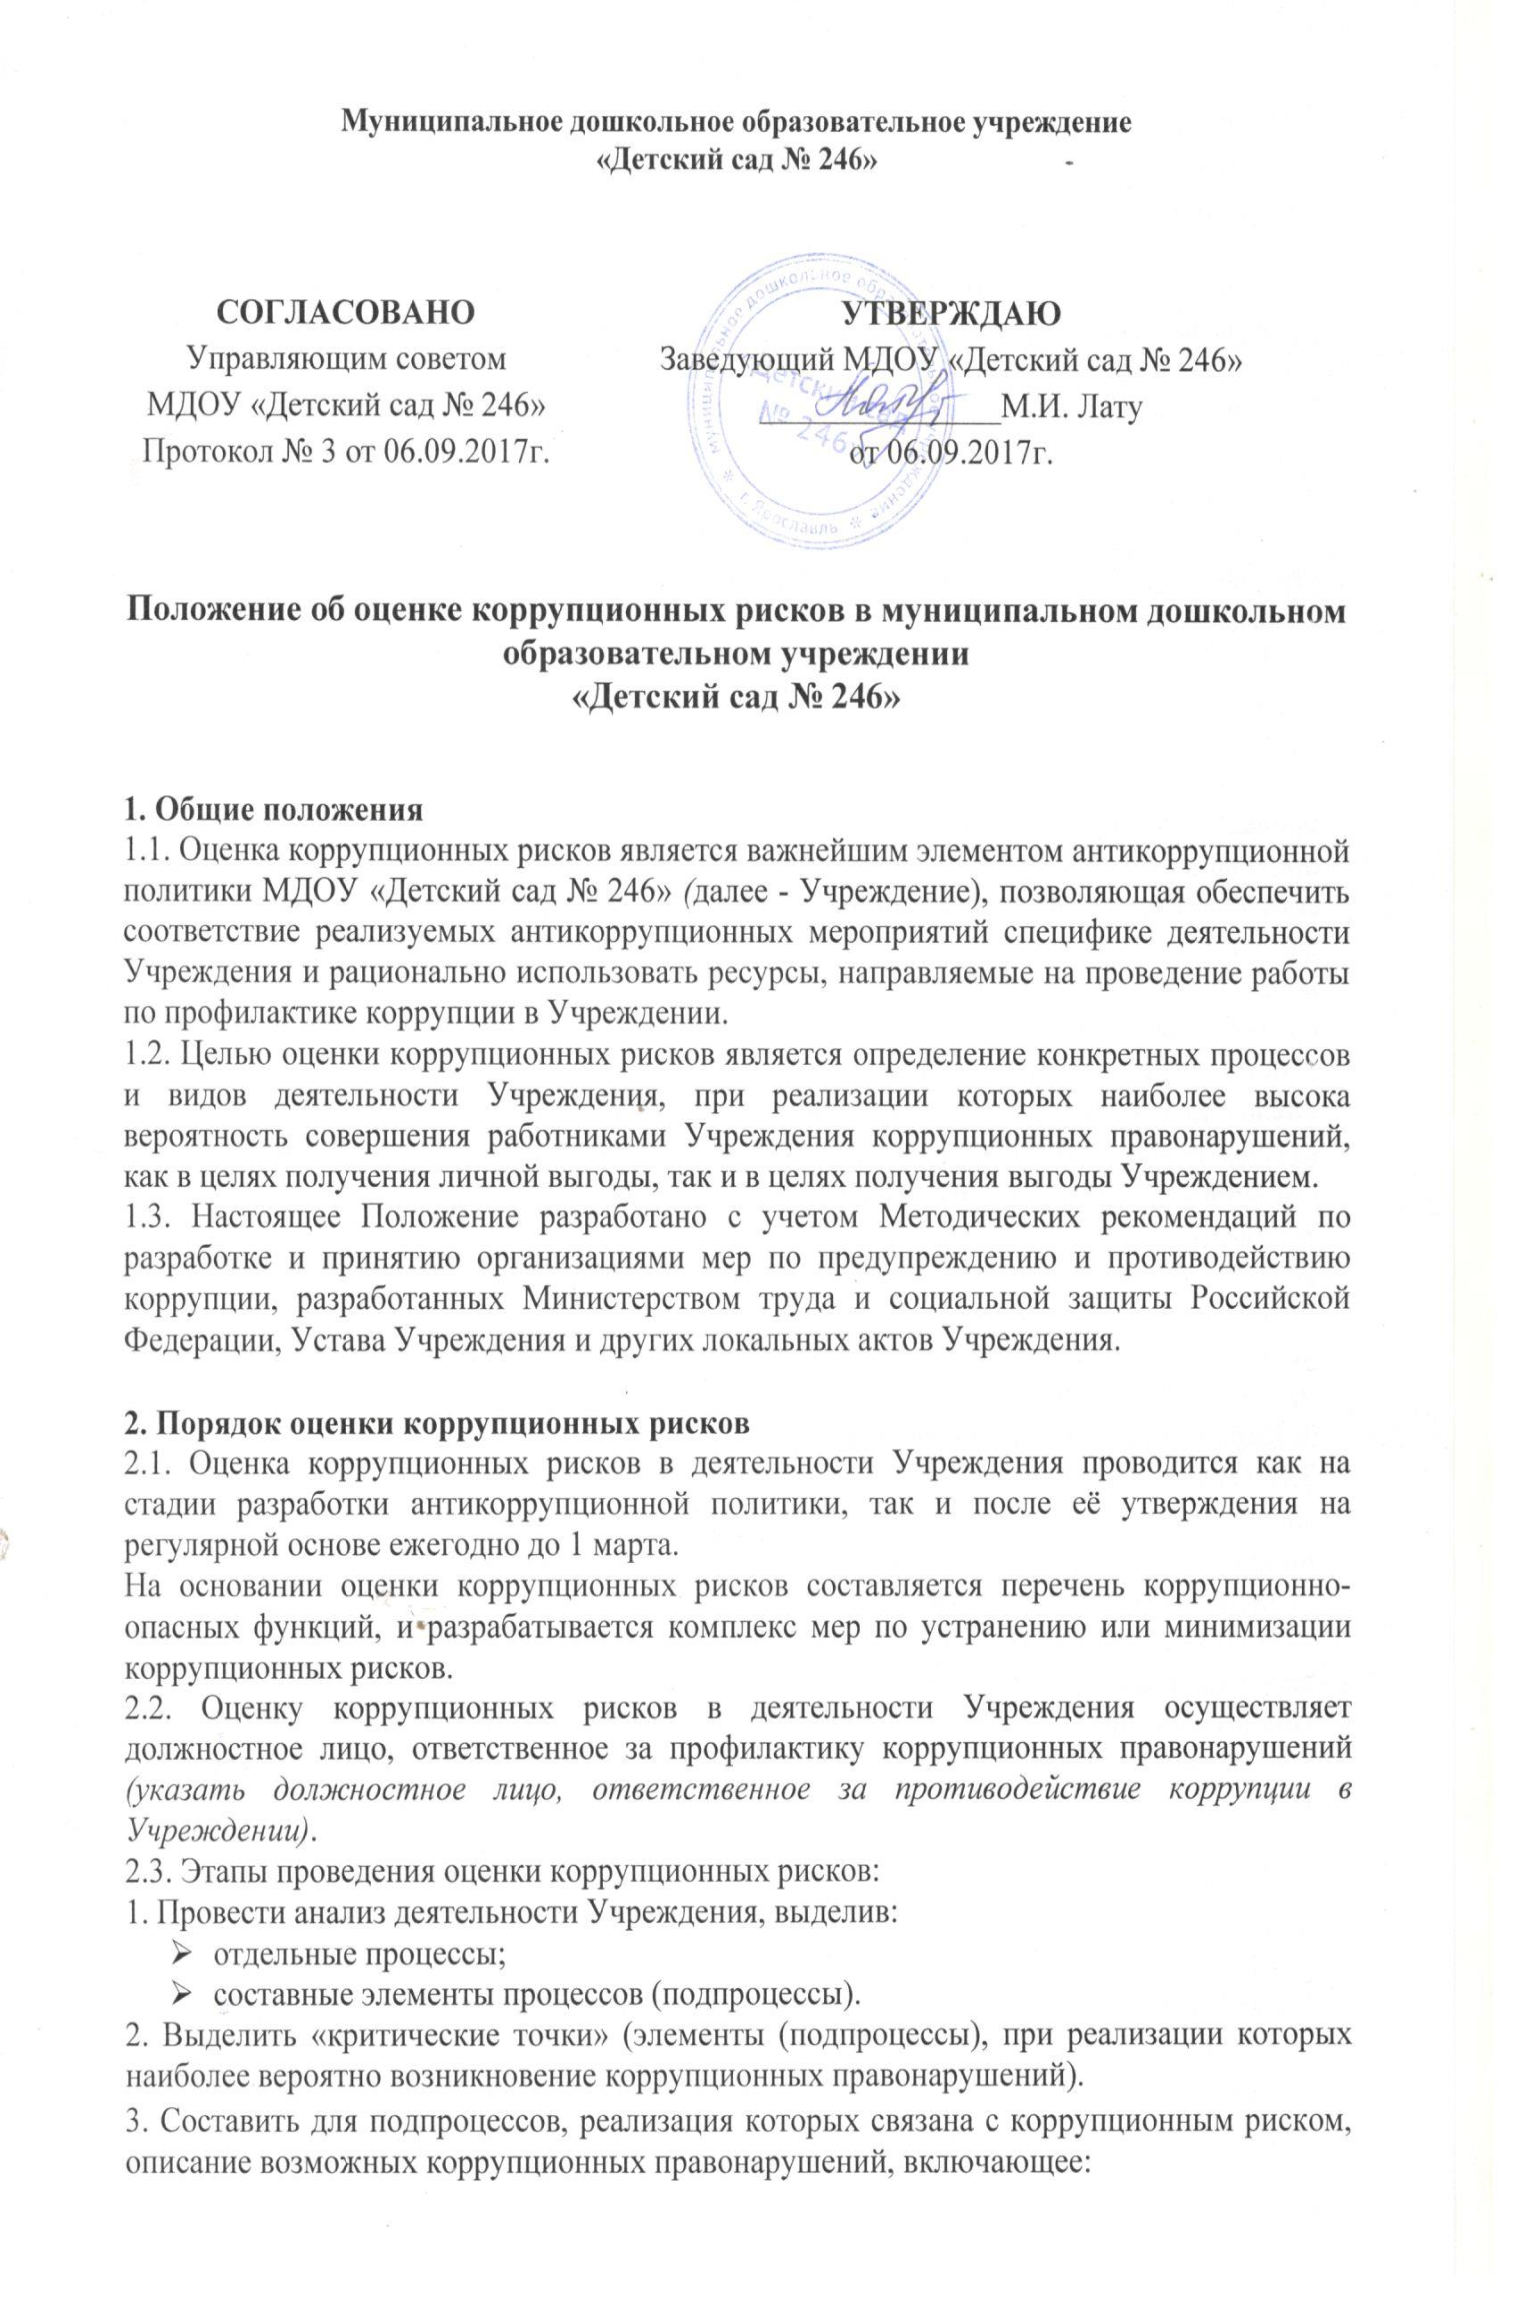 Муниципальное дошкольное образовательное учреждение
«Детский сад № 246»
СОГЛАСОВАНО
Управляющим советом
МДОУ «Детский сад № 246»
Протокол № 3 от 06.09.2017г.
УТВЕРЖДАЮ
Заведующий МДОУ «Детский сад № 246»
_______________М.И. Лату
от 06.09.2017г.
муниципальное дошкольное образовательное учреждение
г. Ярославль
«Детский сад
№ 246»
Положение об оценке коррупционных рисков в муниципальном дошкольном
образовательном учреждении
«Детский сад № 246»
1. Общие положения
1.1. Оценка коррупционных рисков является важнейшим элементом антикоррупционной
политики МДОУ «Детский сад № 246» (далее - Учреждение), позволяющая обеспечить
соответствие реализуемых антикоррупционных мероприятий специфике деятельности
Учреждения и рационально использовать ресурсы, направляемые на проведение работы
по профилактике коррупции в Учреждении.
1.2. Целью оценки коррупционных рисков является определение конкретных процессов
и видов деятельности Учреждения, при реализации которых наиболее высока
вероятность совершения работниками Учреждения коррупционных правонарушений,
как в целях получения личной выгоды, так и в целях получения выгоды Учреждением.
1.3. Настоящее Положение разработано с учетом Методических рекомендаций по
разработке и принятию организациями мер по предупреждению и противодействию
коррупции, разработанных Министерством труда и социальной защиты Российской
Федерации, Устава Учреждения и других локальных актов Учреждения.
2. Порядок оценки коррупционных рисков
2.1. Оценка коррупционных рисков в деятельности Учреждения проводится как на
стадии разработки антикоррупционной политики, так и после её утверждения на
регулярной основе ежегодно до 1 марта.
На основании оценки коррупционных рисков составляется перечень коррупционно-
опасных функций, и разрабатывается комплекс мер по устранению или минимизации
коррупционных рисков.
2.2. Оценку коррупционных рисков в деятельности Учреждения осуществляет
должностное лицо, ответственное за профилактику коррупционных правонарушений
(указать должностное лицо, ответственное за противодействие коррупции в
Учреждении).
2.3. Этапы проведения оценки коррупционных рисков:
1. Провести анализ деятельности Учреждения, выделив:
➢ отдельные процессы;
➢ составные элементы процессов (подпроцессы).
2. Выделить «критические точки» (элементы (подпроцессы), при реализации которых
наиболее вероятно возникновение коррупционных правонарушений).
3. Составить для подпроцессов, реализация которых связана с коррупционным риском,
описание возможных коррупционных правонарушений, включающее: